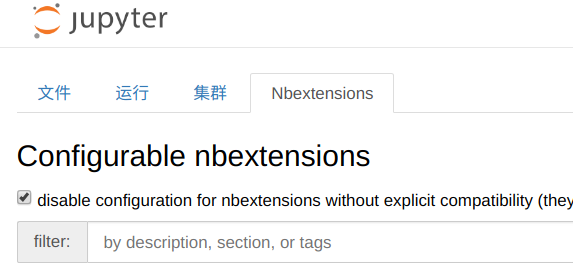 jupyter
文件 运行 集群 Nbextensions
Configurable nbextensions
disable configuration for nbextensions without explicit compatibility (they
filter: by description, section, or tags